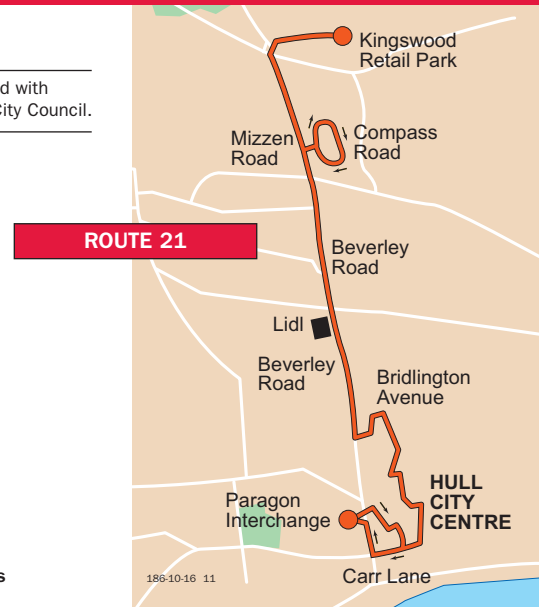 d with
City Council.
Kingswood
Retail Park
Mizzen
Road
Compass
Road
ROUTE 21
Beverley
Road
Lidl
Beverley
Road
Bridlington
Avenue
HULL
CITY
CENTRE
Paragon
Interchange
Carr Lane
186-10-16 11
s